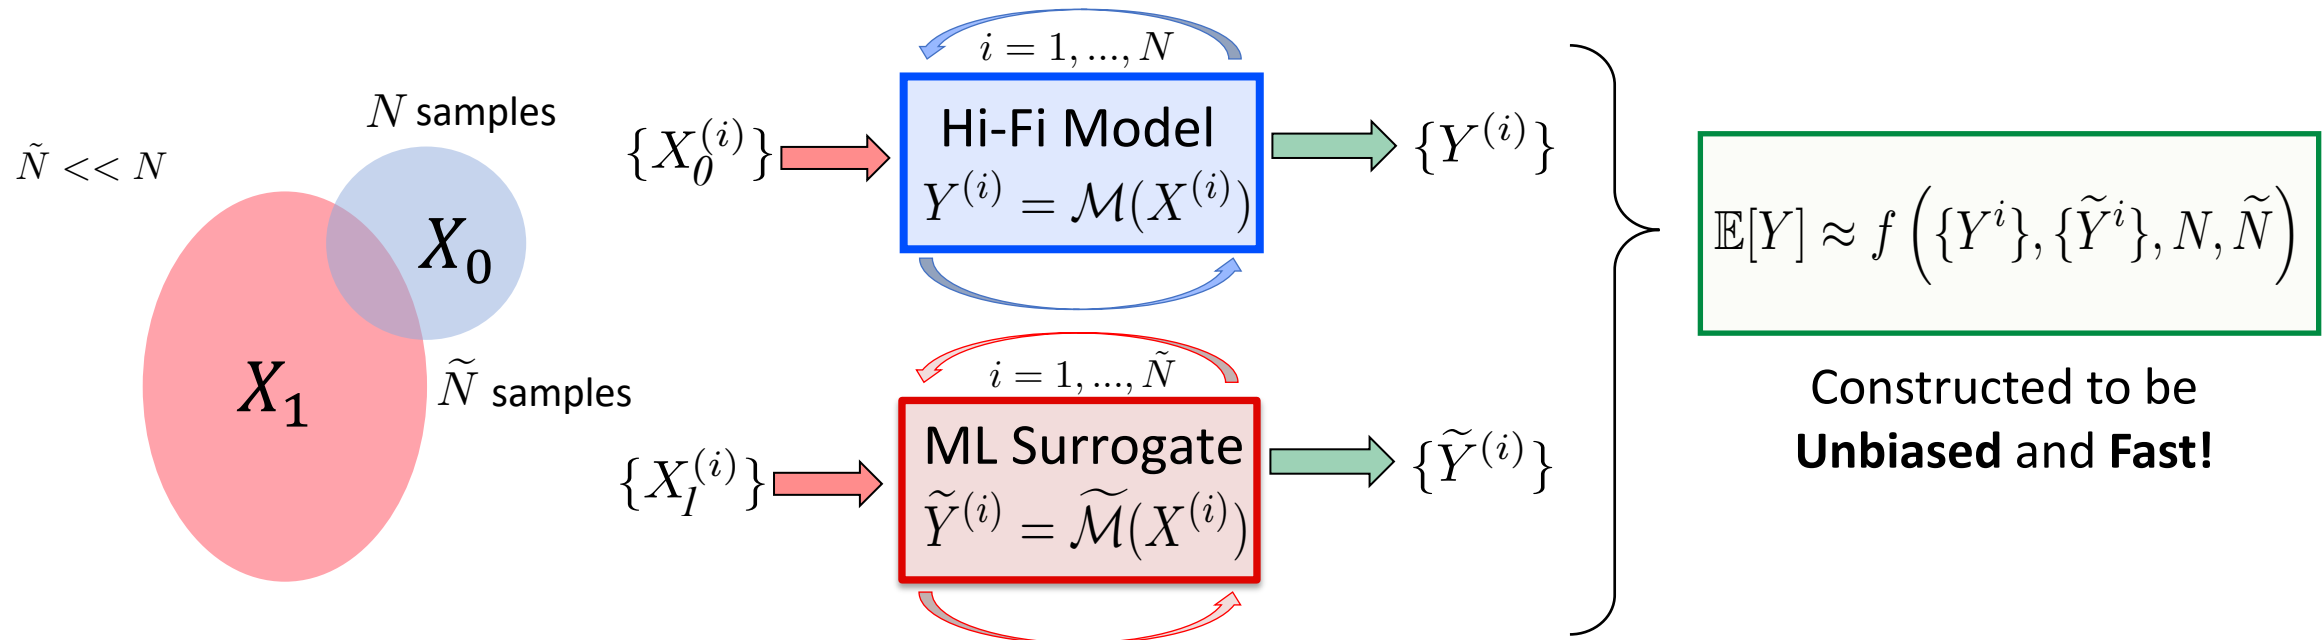 Ñ << N
N samples
X₀
X₁
Ñ samples
{X₀⁽ⁱ⁾}
i = 1, ..., N
Hi-Fi Model
Y⁽ⁱ⁾ = ℳ(X⁽ⁱ⁾)
{Y⁽ⁱ⁾}
{X₁⁽ⁱ⁾}
i = 1, ..., Ñ
ML Surrogate
Ỹ⁽ⁱ⁾ = ℳ̃(X⁽ⁱ⁾)
{Ỹ⁽ⁱ⁾}
𝔼[Y] ≈ f ({Yⁱ}, {Ỹⁱ}, N, Ñ)
Constructed to be
Unbiased and Fast!